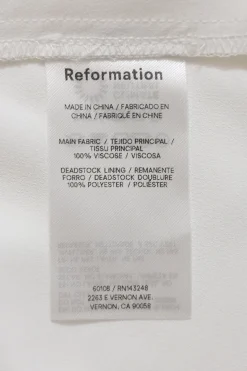 Reformation
MADE IN CHINA / FABRICADO EN
CHINA / FABRIQUÉ EN CHINE
MAIN FABRIC / TEJIDO PRINCIPAL /
TISSU PRINCIPAL
100% VISCOSE / VISCOSA
DEADSTOCK LINING / REMANENTE
FORRO / DEADSTOCK DOUBLURE
100% POLYESTER / POLIÉSTER
60108 / RN143248
2263 E VERNON AVE.
VERNON, CA 90058